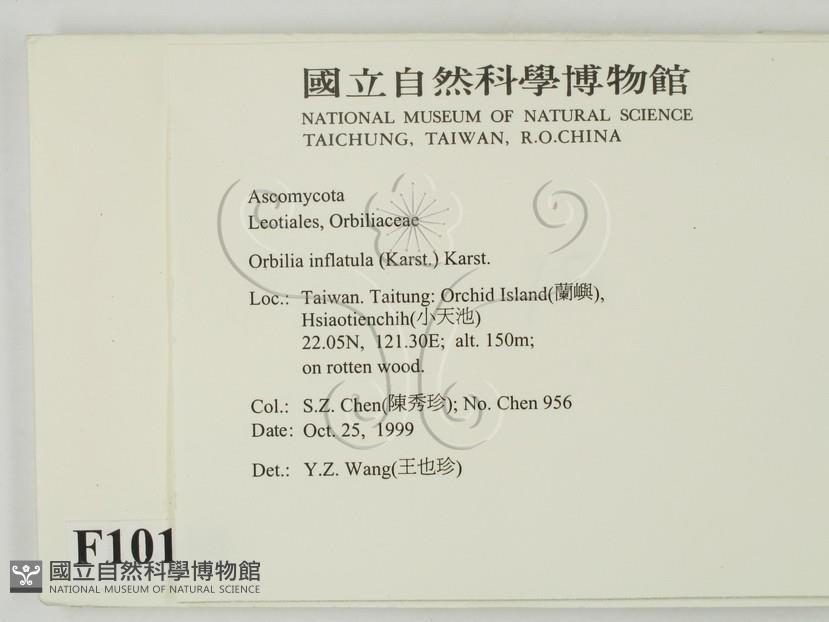 國立自然科學博物館
NATIONAL MUSEUM OF NATURAL SCIENCE
TAICHUNG, TAIWAN, R.O.CHINA
Ascomycota
Leotiales, Orbiliaceae
Orbilia inflatula (Karst.) Karst.
Loc.: Taiwan. Taitung: Orchid Island(蘭嶼),
Hsiaotienchih(小天池)
22.05N, 121.30E; alt. 150m;
on rotten wood.
Col.: S.Z. Chen(陳秀珍); No. Chen 956
Date: Oct. 25, 1999
Det.: Y.Z. Wang(王也珍)
F101
國立自然科學博物館
NATIONAL MUSEUM OF NATURAL SCIENCE